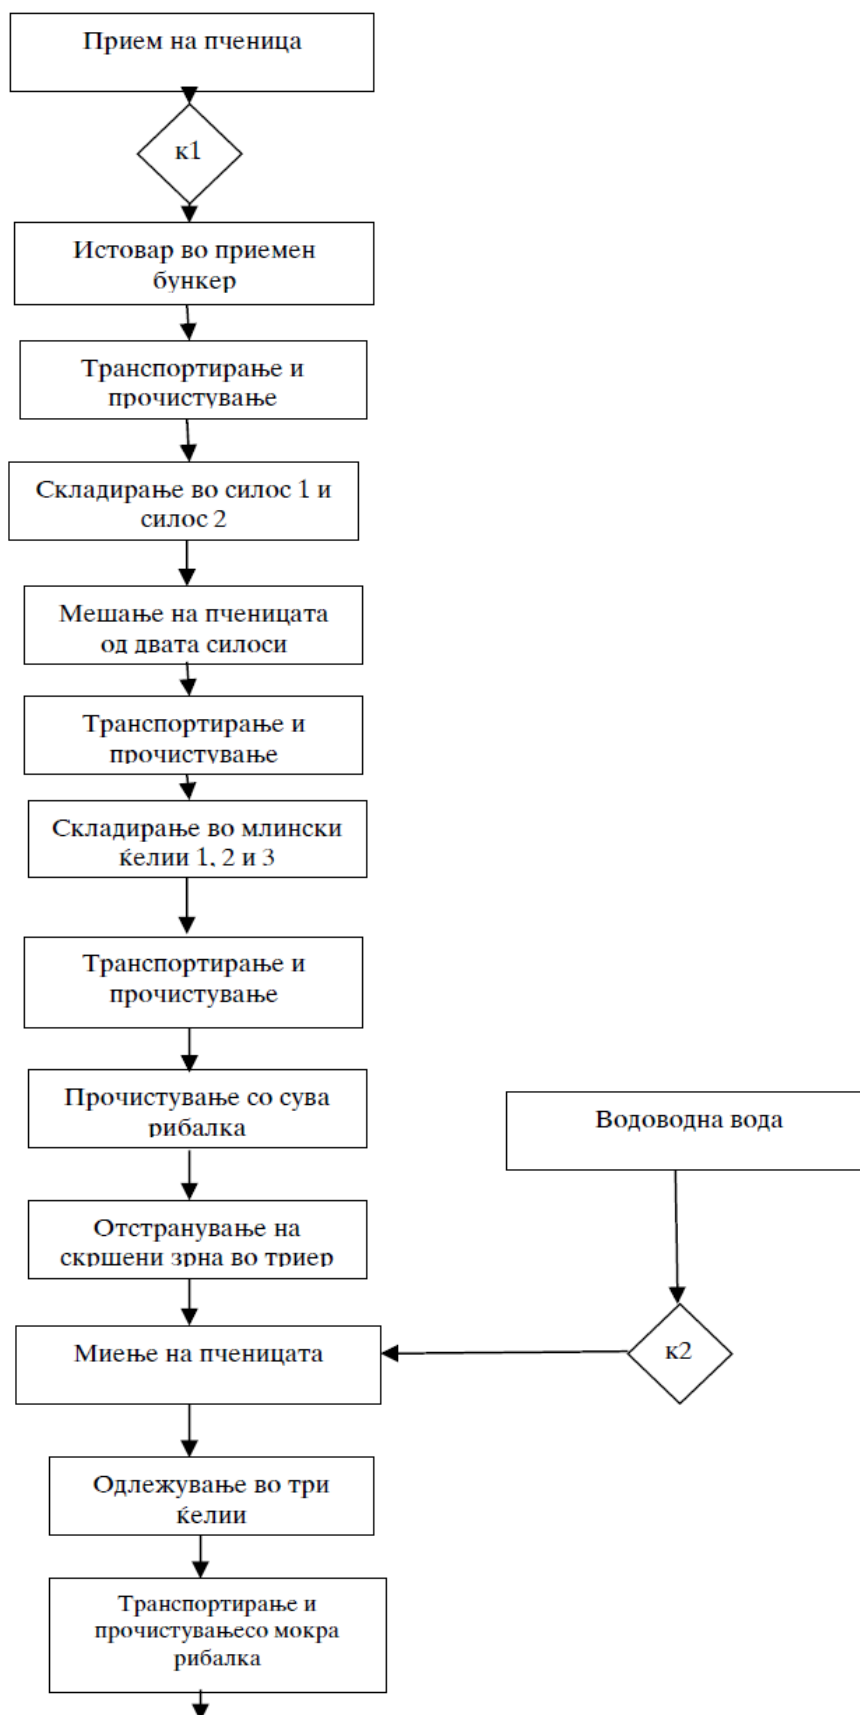 Прием на пченица
к1
Истовар во приемен
бункер
Транспортирање и
прочистување
Складирање во силос 1 и
силос 2
Мешање на пченицата
од двата силоси
Транспортирање и
прочистување
Складирање во млински
ќелии 1, 2 и 3
Транспортирање и
прочистување
Прочистување со сува
рибалка
Отстранување на
скршени зрна во триер
Водоводна вода
Миење на пченицата
к2
Одлежување во три
ќелии
Транспортирање и
прочистувањесо мокра
рибалка